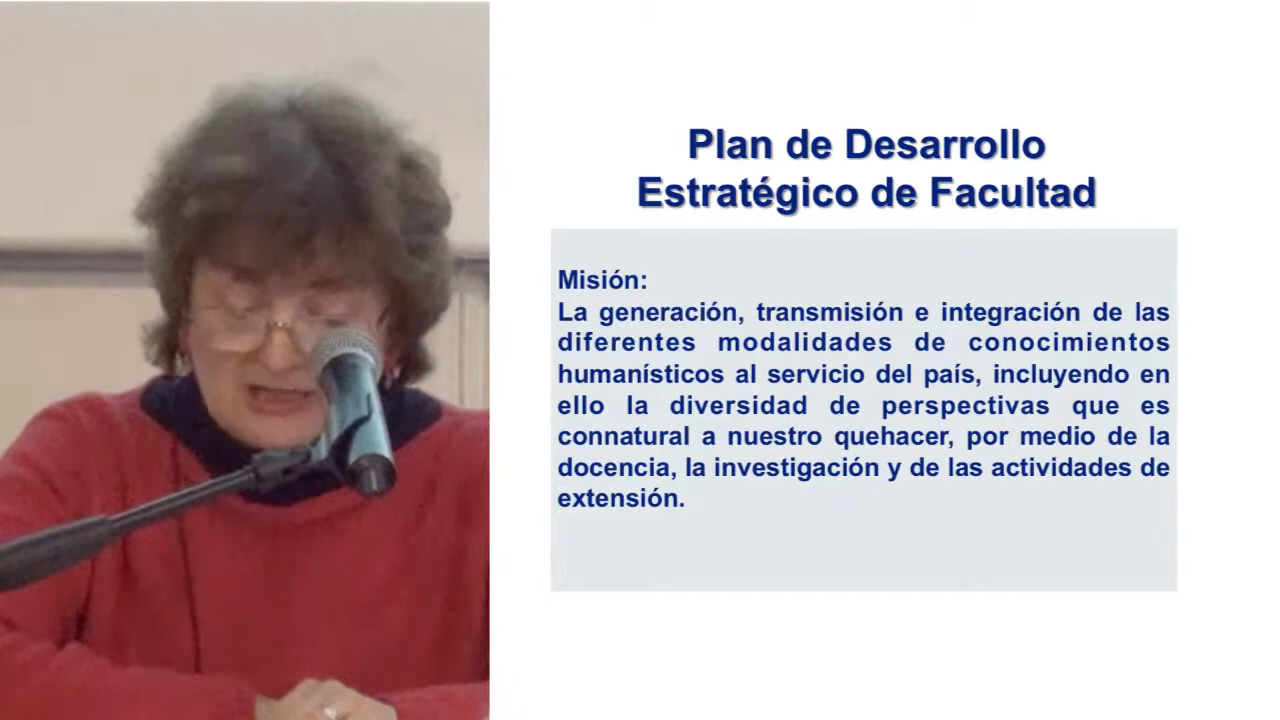 Plan de Desarrollo
Estratégico de Facultad
Misión:
La generación, transmisión e integración de las
diferentes modalidades de conocimientos
humanísticos al servicio del país, incluyendo en
ello la diversidad de perspectivas que es
connatural a nuestro quehacer, por medio de la
docencia, la investigación y de las actividades de
extensión.